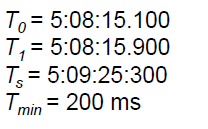 T0 = 5:08:15.100
T1 = 5:08:15.900
Ts = 5:09:25:300
Tmin = 200 ms